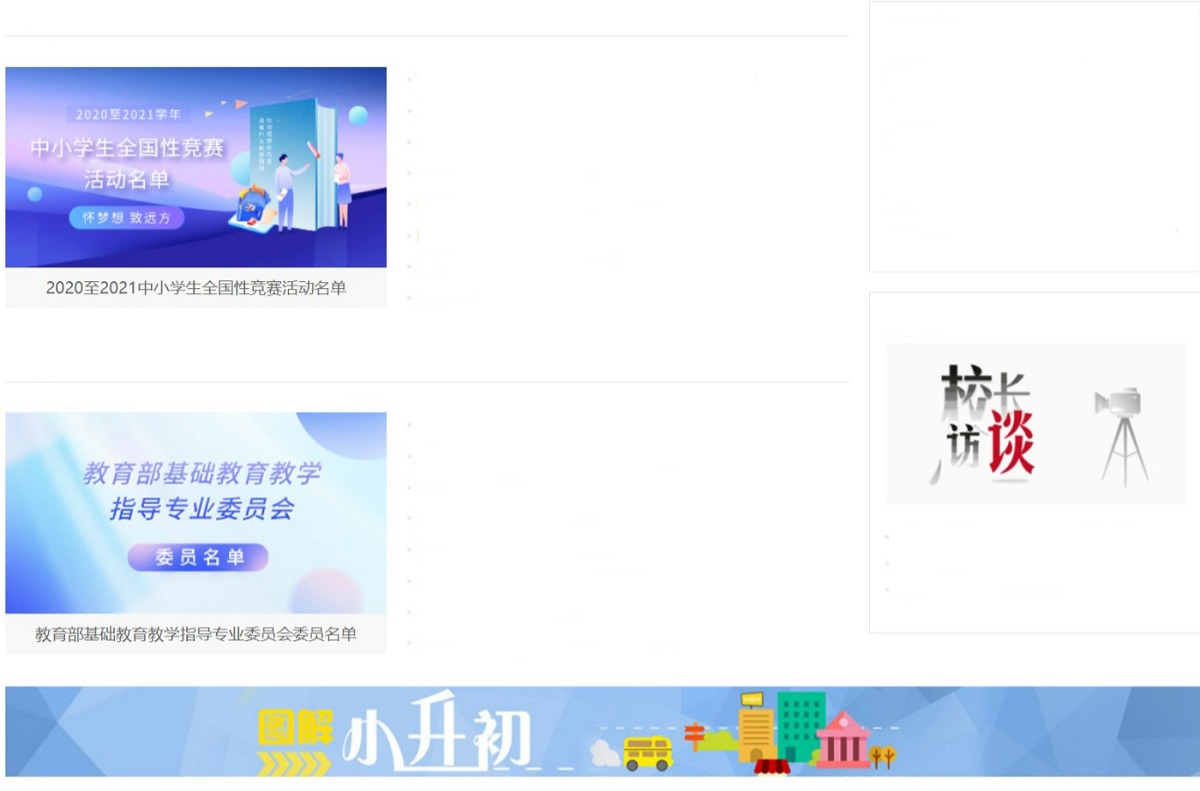 2020至2021学年
中小学生全国性竞赛
活动名单
怀梦想 致远方
2020至2021中小学生全国性竞赛活动名单
校长
访谈
教育部基础教育教学
指导专业委员会
委员名单
教育部基础教育教学指导专业委员会委员名单
图解 小升初